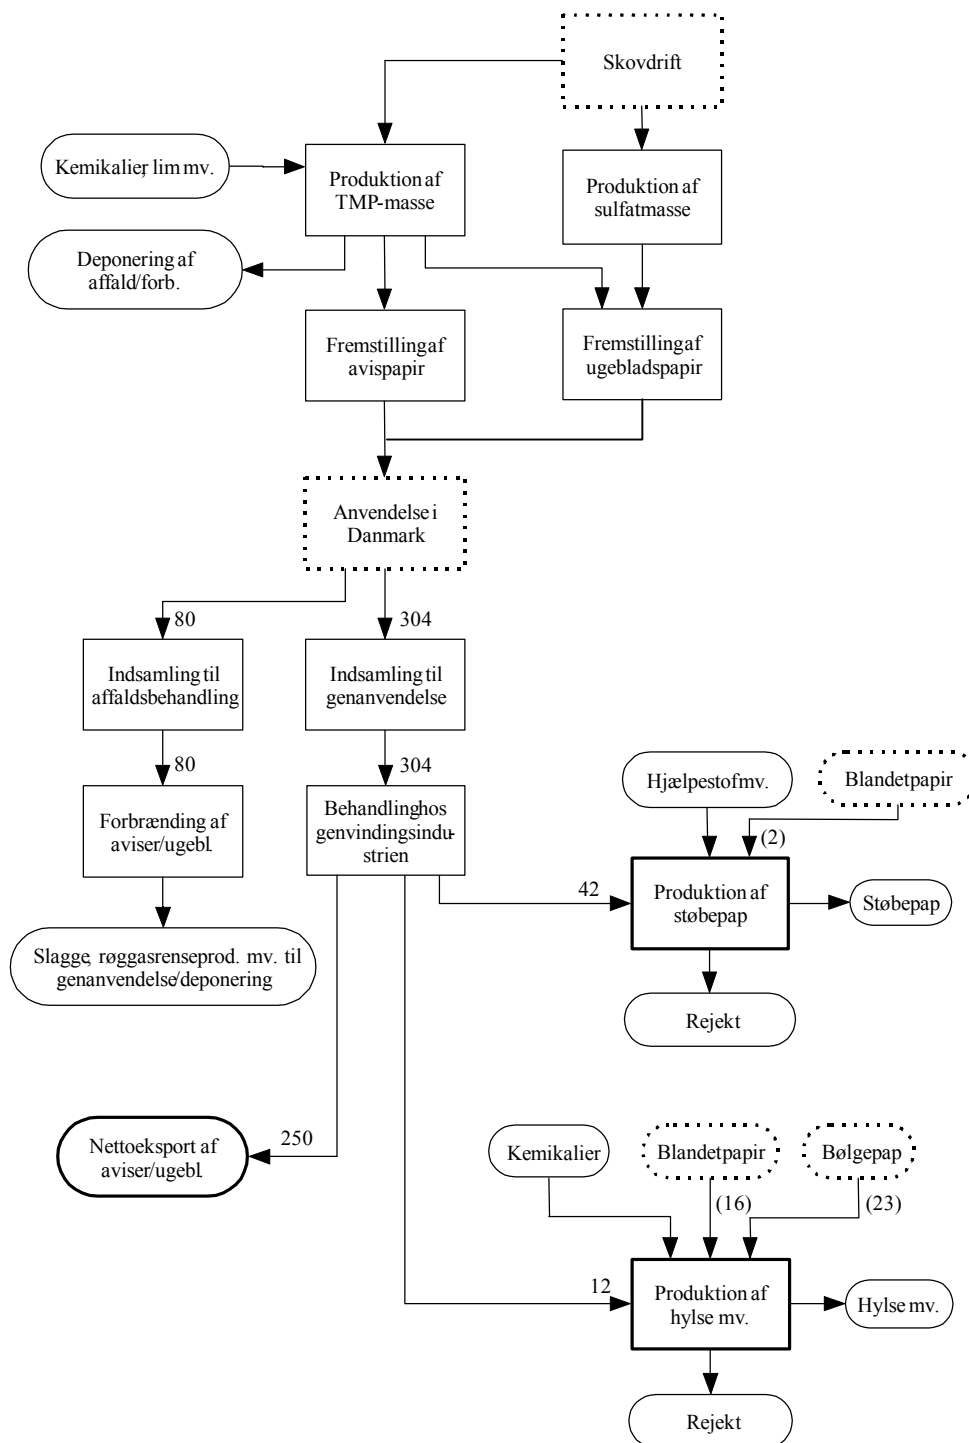 Skovdrift
Kemikalier, lim mv.
Produktion af
TMP-masse
Produktion af
sulfatmasse
Deponering af
affald/forb.
Fremstilling af
avispapir
Fremstilling af
ugebladspapir
Anvendelse i
Danmark
80
304
Indsamling til
affaldsbehandling
Indsamling til
genanvendelse
80
304
Hjælpestof mv.
Blandet papir
Forbrænding af
aviser/ugebl.
Behandling hos
genvindingsindu-
strien
(2)
42
Produktion af
støbepap
Støbepap
Slagge, røggasrenseprod. mv. til
genanvendelse/deponering
Rejekt
Nettoeksport af
aviser/ugebl.
250
Kemikalier
Blandet papir
Bølgepap
(16)
(23)
12
Produktion af
hylse mv.
Hylse mv.
Rejekt